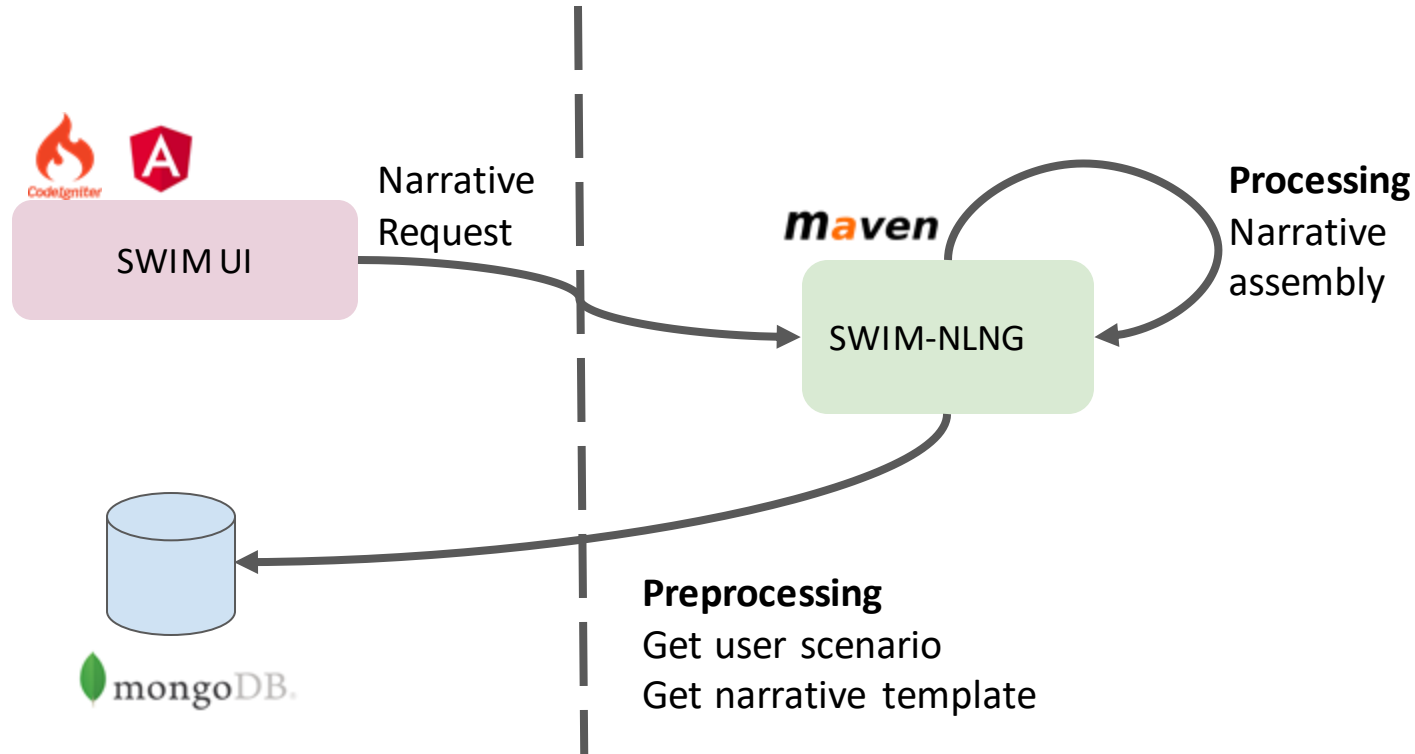 CodeIgniter
A
SWIM UI
Narrative
Request
maven
SWIM-NLNG
Processing
Narrative
assembly
mongoDB.
Preprocessing
Get user scenario
Get narrative template